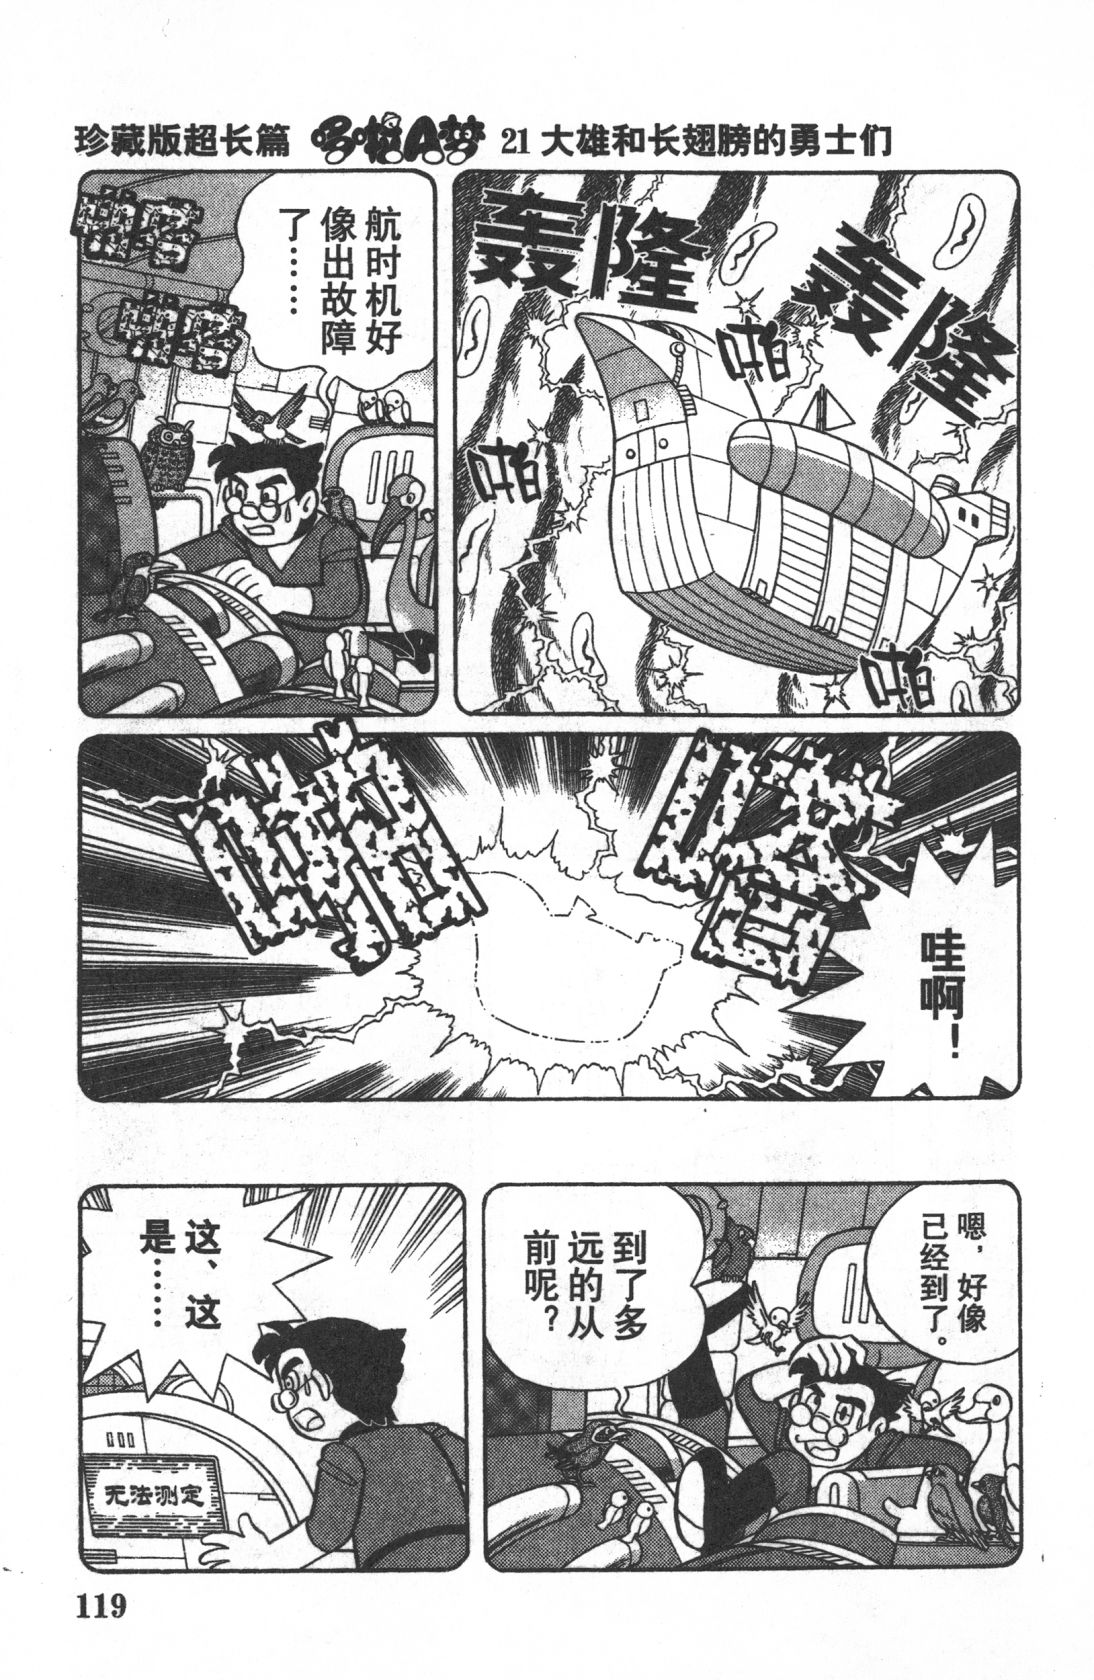 珍藏版超长篇 哆啦A梦 21 大雄和长翅膀的勇士们
轰隆
轰隆
航时机好
像出故障
了……
哇啊！
嗯，好像
已经到了。
到了多
远的从
前呢？
这、这
是……
无法测定
119